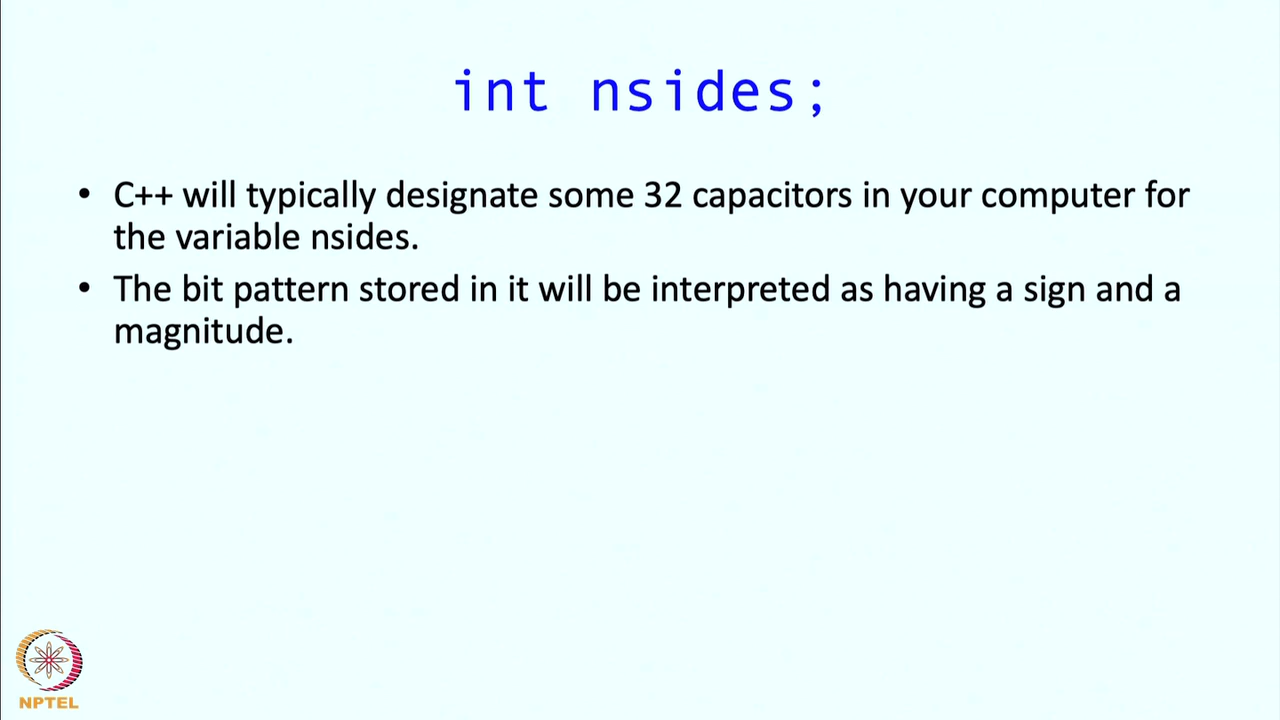 int nsides;
• C++ will typically designate some 32 capacitors in your computer for
the variable nsides.
• The bit pattern stored in it will be interpreted as having a sign and a
magnitude.
NPTEL